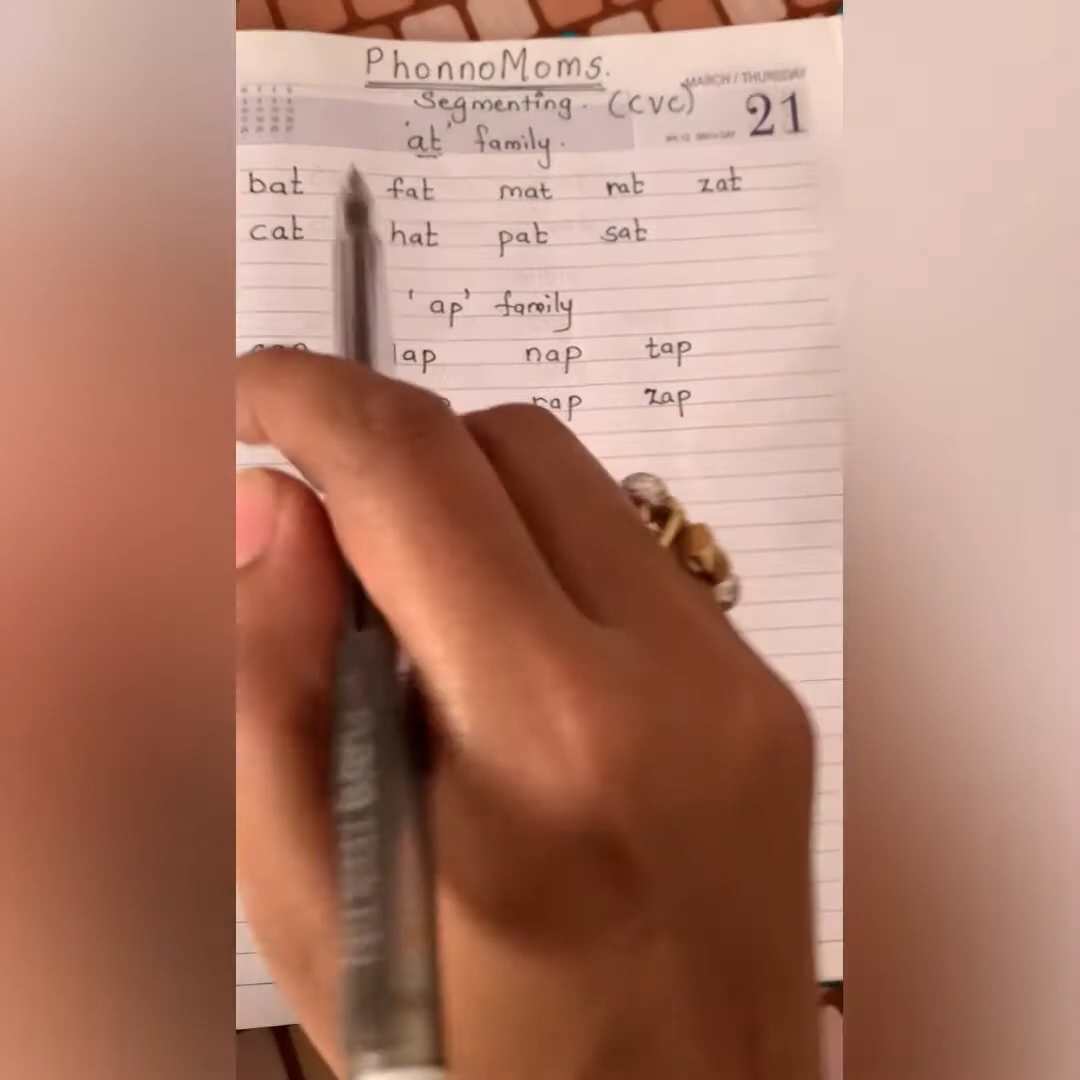 PhonnoMoms.
MARCH / THURSDAY
Segmenting. (CVC)
21
'at' family.
bat fat mat rat zat
cat hat pat sat
'ap' family
lap nap tap
rap zap